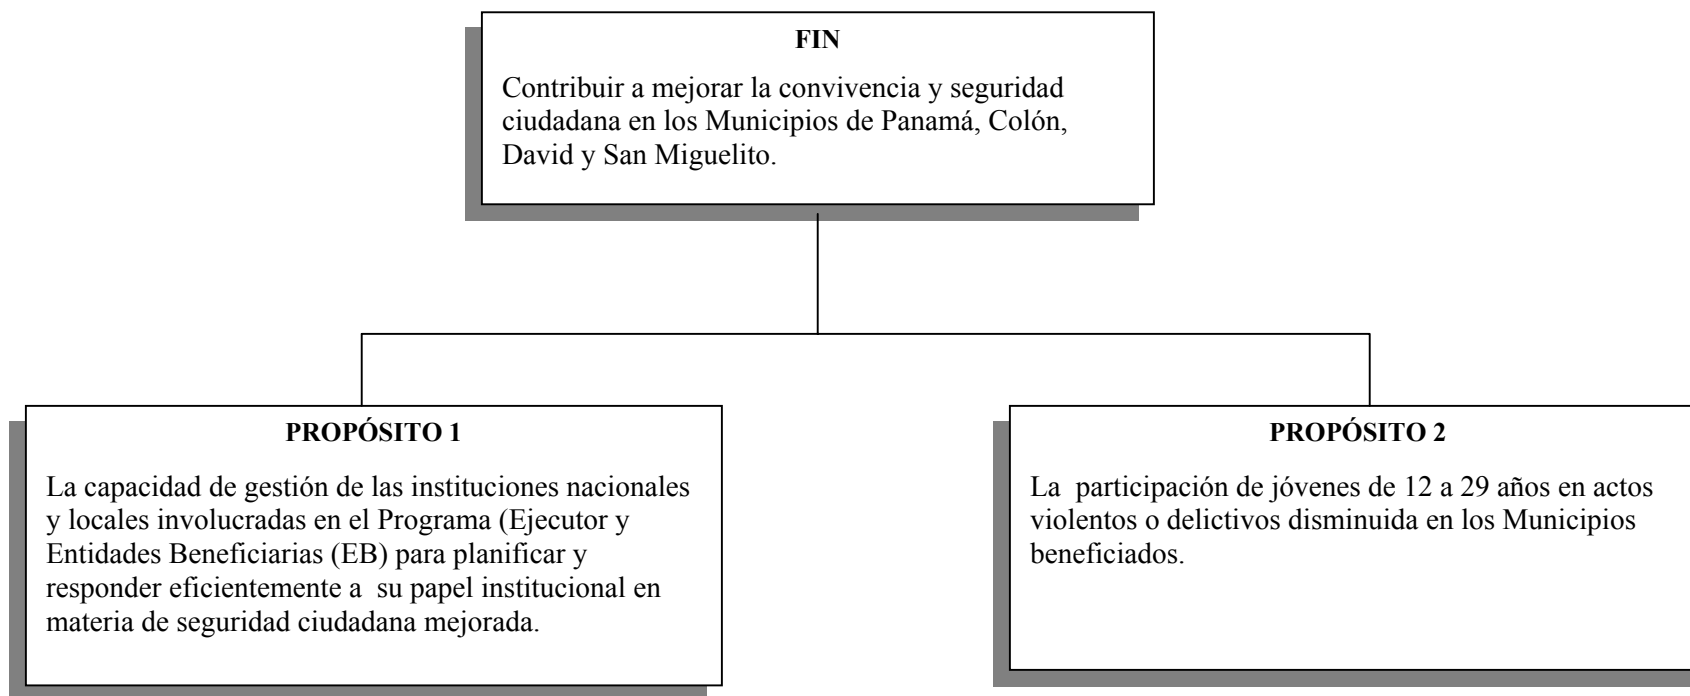 FIN
Contribuir a mejorar la convivencia y seguridad
ciudadana en los Municipios de Panamá, Colón,
David y San Miguelito.
PROPÓSITO 1
La capacidad de gestión de las instituciones nacionales
y locales involucradas en el Programa (Ejecutor y
Entidades Beneficiarias (EB) para planificar y
responder eficientemente a  su papel institucional en
materia de seguridad ciudadana mejorada.
PROPÓSITO 2
La  participación de jóvenes de 12 a 29 años en actos
violentos o delictivos disminuida en los Municipios
beneficiados.